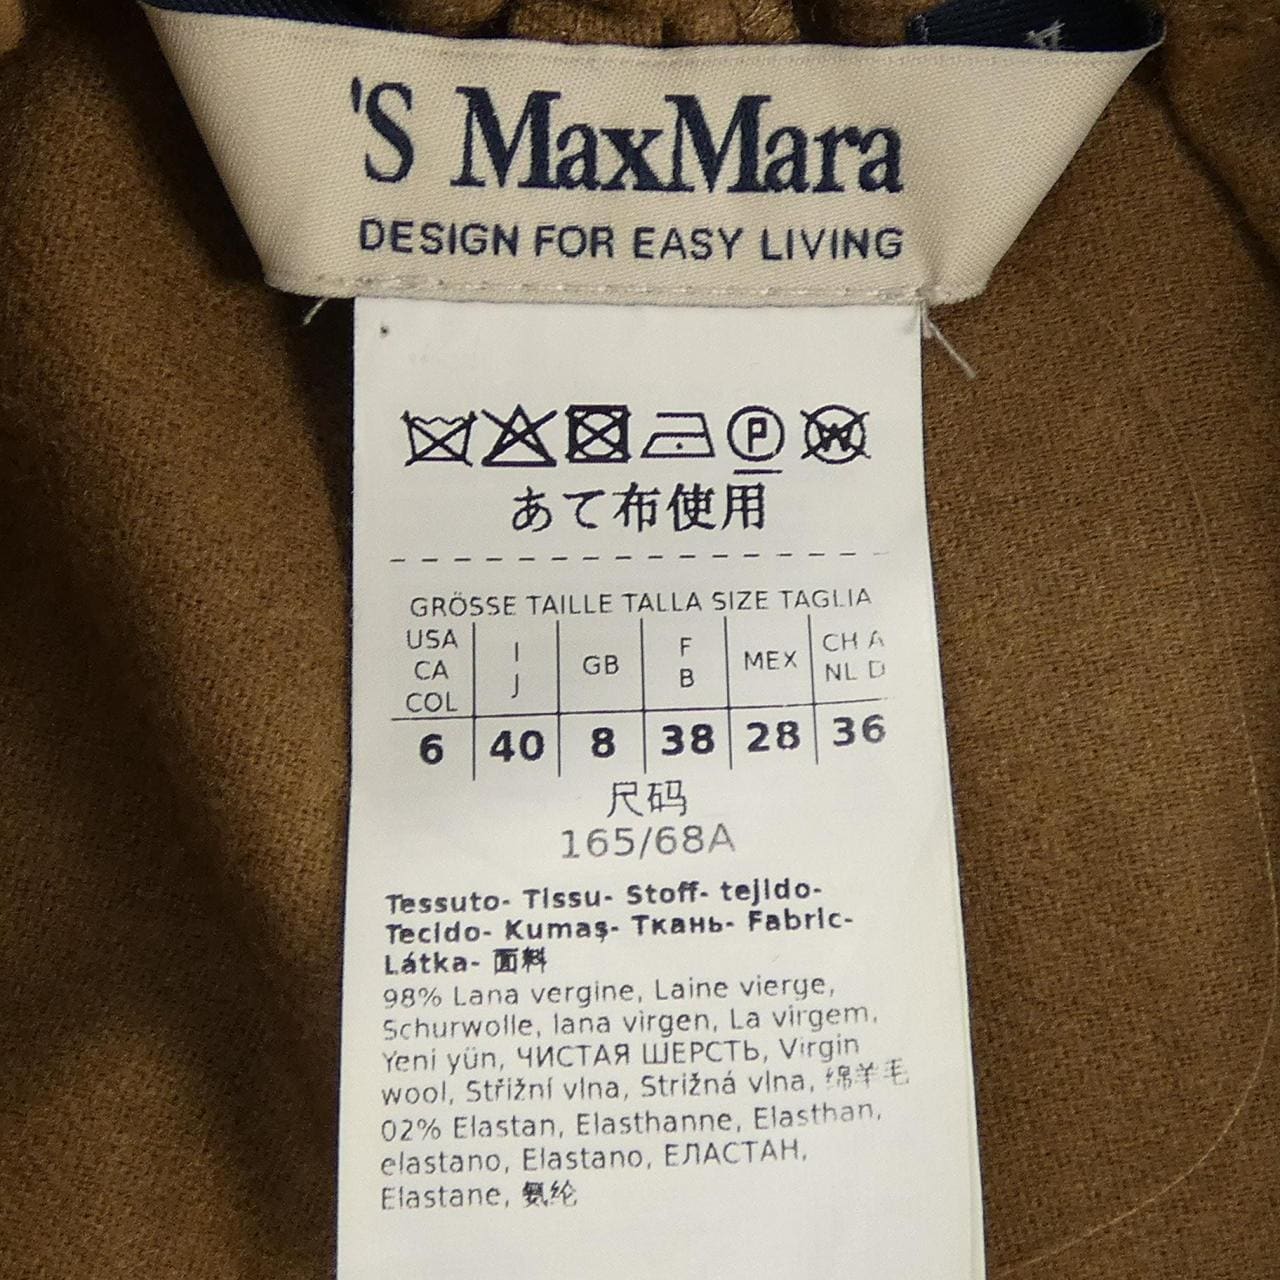 'S MaxMara
DESIGN FOR EASY LIVING
P W
あて布使用
GRÖSSE TAILLE TALLA SIZE TAGLIA
USA CA COL I J GB F B MEX CH A NL D
6 40 8 38 28 36
尺码
165/68A
Tessuto- Tissu- Stoff- tejido-
Tecido- Kumaş- Ткань- Fabric-
Látka- 面料
98% Lana vergine, Laine vierge,
Schurwolle, lana virgen, La virgem,
Yeni yün, ЧИСТАЯ ШЕРСТЬ, Virgin
wool, Střižní vlna, Strižná vlna, 绵羊毛
02% Elastan, Elasthanne, Elasthan,
elastano, Elastano, ЕЛАСТАН,
Elastane, 氨纶